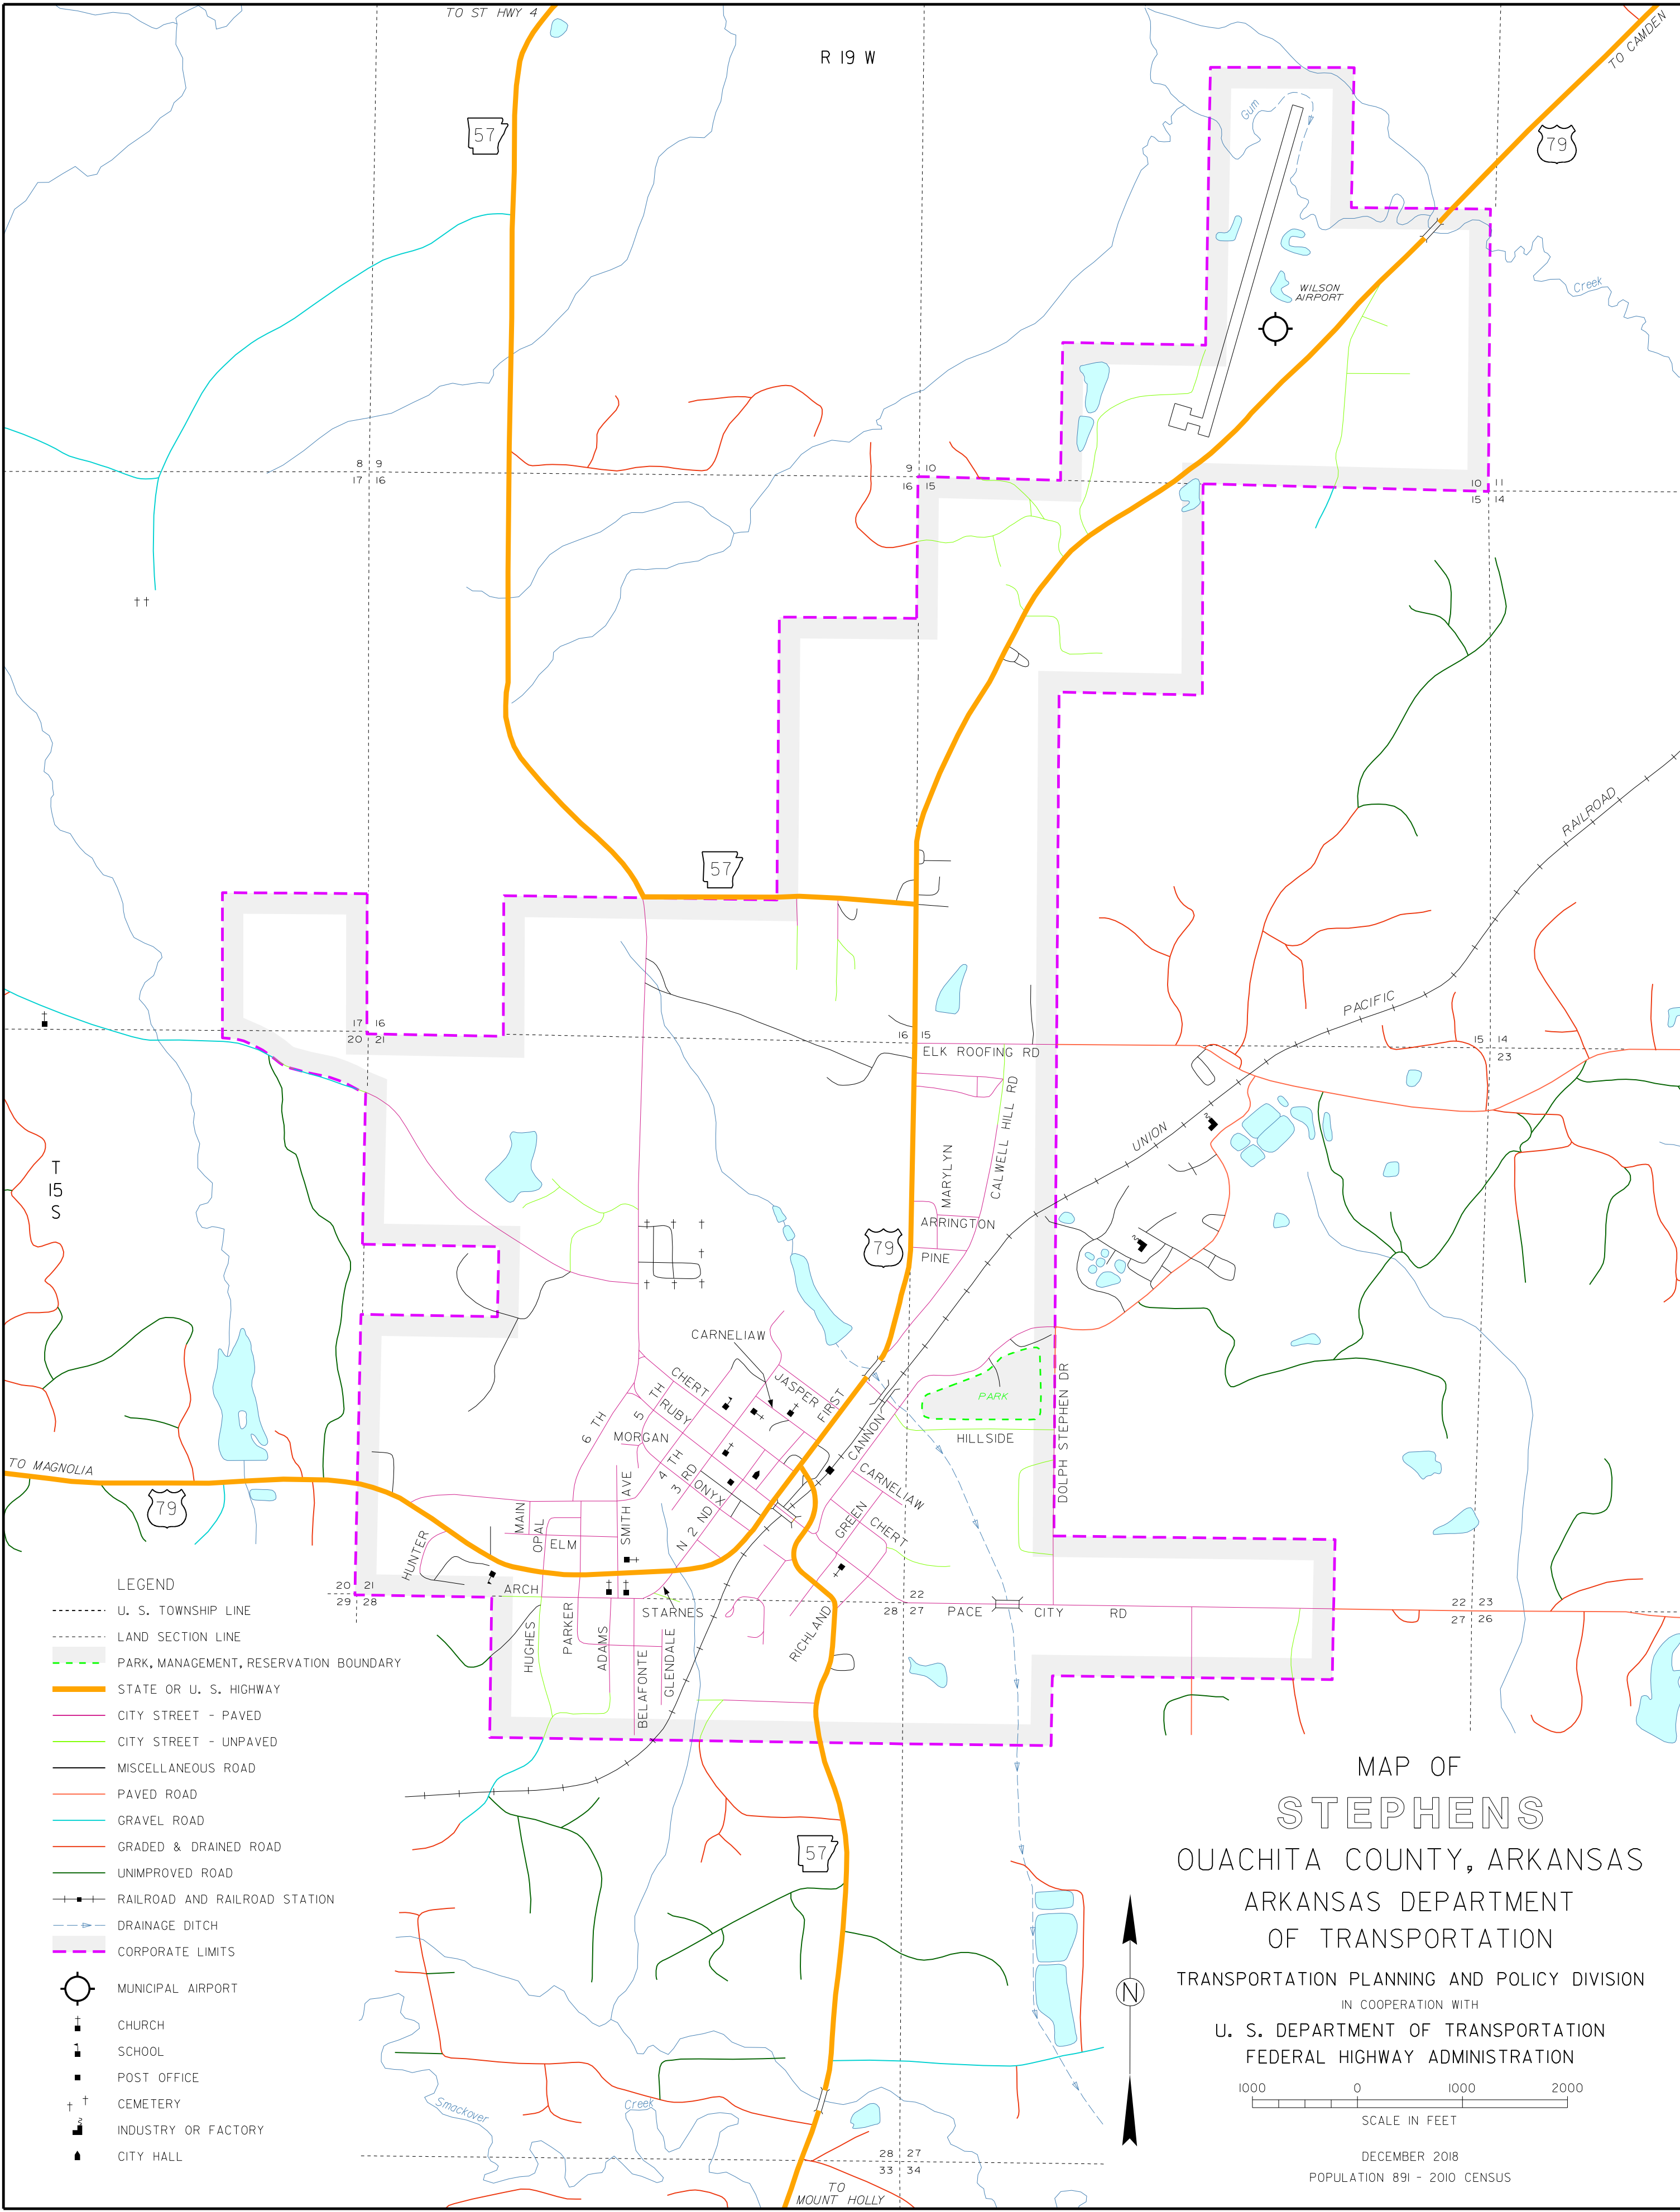 TO ST HWY 4
R 19 W
TO CAMDEN
57
79
Gum
Creek
WILSON
AIRPORT
8 9
17 16
9 10
16 15
10 11
15 14
RAILROAD
57
PACIFIC
17 16
20 21
16 15
ELK ROOFING RD
15 14
23
T
15
S
UNION
MARYLYN
CALWELL HILL RD
ARRINGTON
PINE
79
CARNELIAW
CHERT
JASPER
FIRST
5 TH
RUBY
6 TH
MORGAN
4 TH
3 RD
ONYX
N 2 ND
CANNON
PARK
HILLSIDE
DOLPH STEPHEN DR
CARNELIAW
GREEN
CHERT
TO MAGNOLIA
79
MAIN
OPAL
SMITH AVE
ELM
HUNTER
ARCH
STARNES
20 21
29 28
22
28 27
PACE CITY RD
22 23
27 26
HUGHES
PARKER
ADAMS
BELAFONTE
GLENDALE
RICHLAND
LEGEND
U. S. TOWNSHIP LINE
LAND SECTION LINE
PARK, MANAGEMENT, RESERVATION BOUNDARY
STATE OR U. S. HIGHWAY
CITY STREET - PAVED
CITY STREET - UNPAVED
MISCELLANEOUS ROAD
PAVED ROAD
GRAVEL ROAD
GRADED & DRAINED ROAD
UNIMPROVED ROAD
RAILROAD AND RAILROAD STATION
DRAINAGE DITCH
CORPORATE LIMITS
MUNICIPAL AIRPORT
CHURCH
SCHOOL
POST OFFICE
CEMETERY
INDUSTRY OR FACTORY
CITY HALL
57
Smackover
Creek
28 27
33 34
TO
MOUNT HOLLY
MAP OF
STEPHENS
OUACHITA COUNTY, ARKANSAS
ARKANSAS DEPARTMENT
OF TRANSPORTATION
TRANSPORTATION PLANNING AND POLICY DIVISION
IN COOPERATION WITH
U. S. DEPARTMENT OF TRANSPORTATION
FEDERAL HIGHWAY ADMINISTRATION
N
1000 0 1000 2000
SCALE IN FEET
DECEMBER 2018
POPULATION 891 - 2010 CENSUS